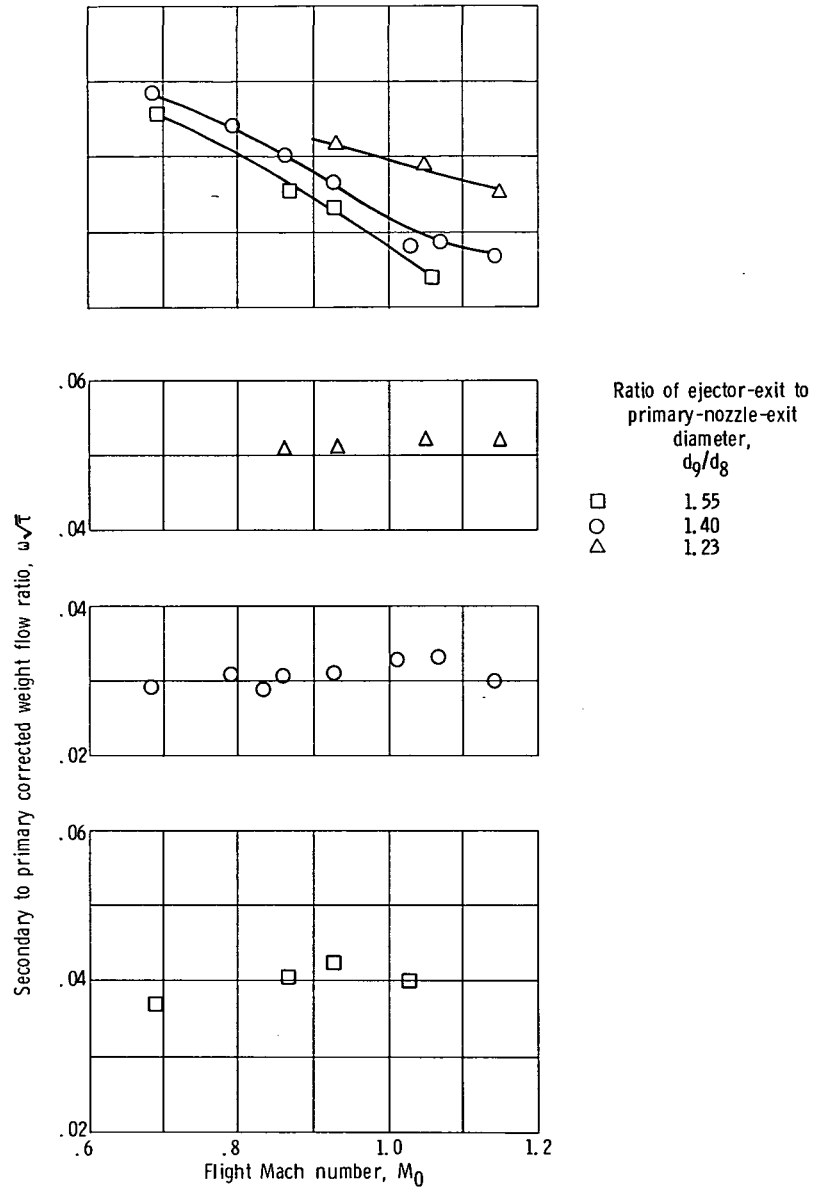 .06
.04
Ratio of ejector-exit to
primary-nozzle-exit
diameter,
d9/d8
1.55
1.40
1.23
Secondary to primary corrected weight flow ratio, ω√τ
.04
.02
.06
.04
.02
.6
.8
1.0
1.2
Flight Mach number, M0